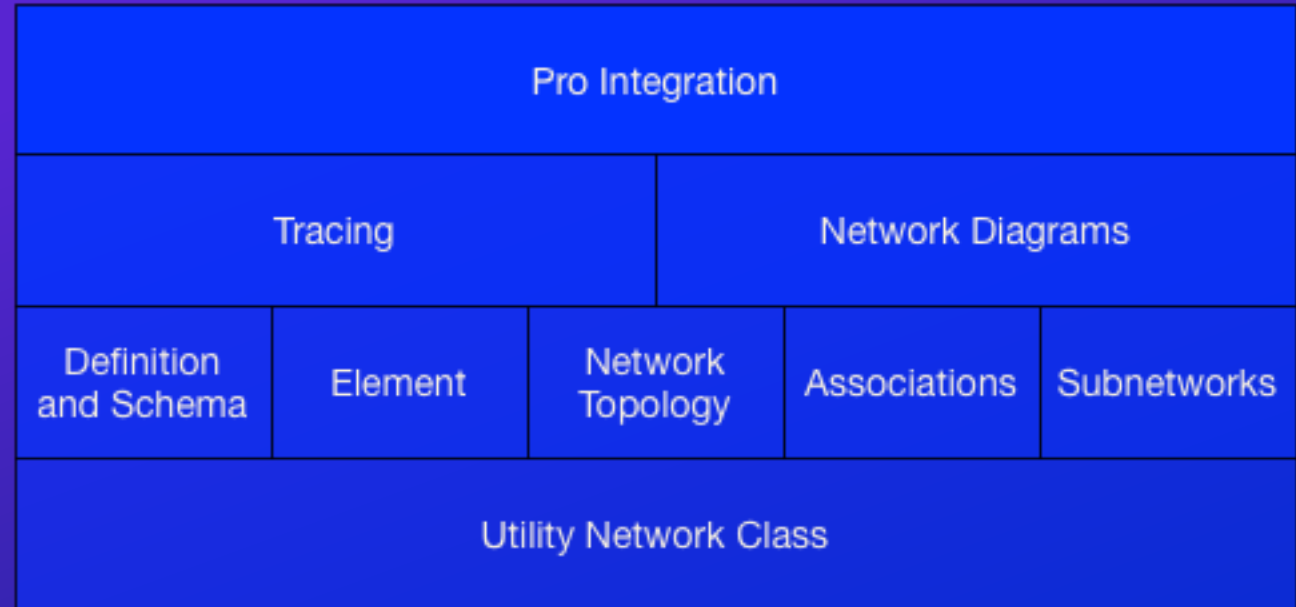 Pro Integration
Tracing
Network Diagrams
Definition
and Schema
Element
Network
Topology
Associations
Subnetworks
Utility Network Class